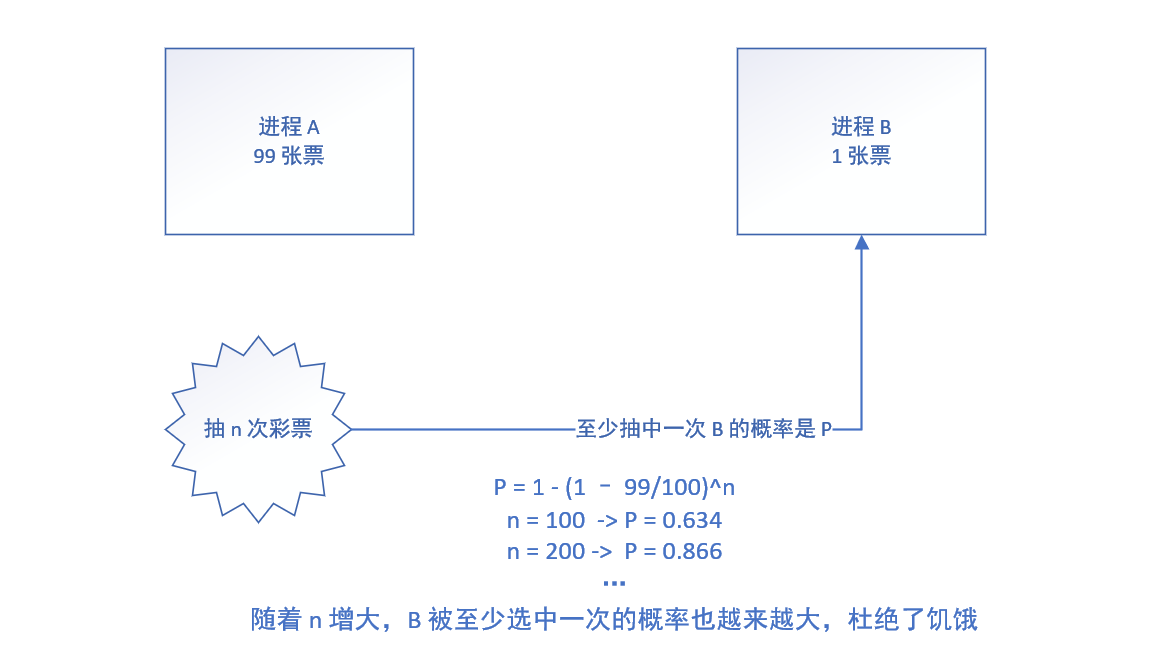 进程 A
99 张票
进程 B
1 张票
抽 n 次彩票
至少抽中一次 B 的概率是 P
P = 1 - (1 － 99/100)^n
n = 100 -> P = 0.634
n = 200 -> P = 0.866
...
随着 n 增大，B 被至少选中一次的概率也越来越大，杜绝了饥饿